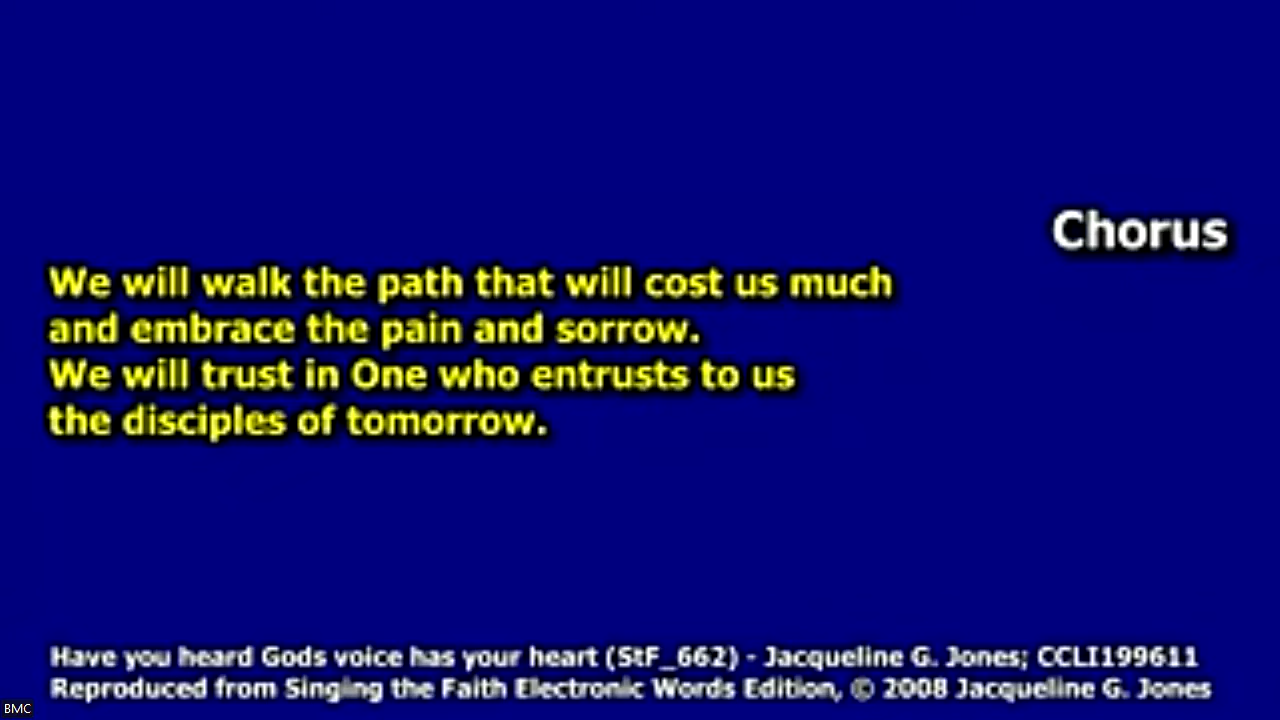 Chorus
We will walk the path that will cost us much
and embrace the pain and sorrow.
We will trust in One who entrusts to us
the disciples of tomorrow.
Have you heard Gods voice has your heart (StF_662) - Jacqueline G. Jones; CCLI199611
Reproduced from Singing the Faith Electronic Words Edition, © 2008 Jacqueline G. Jones
BMC